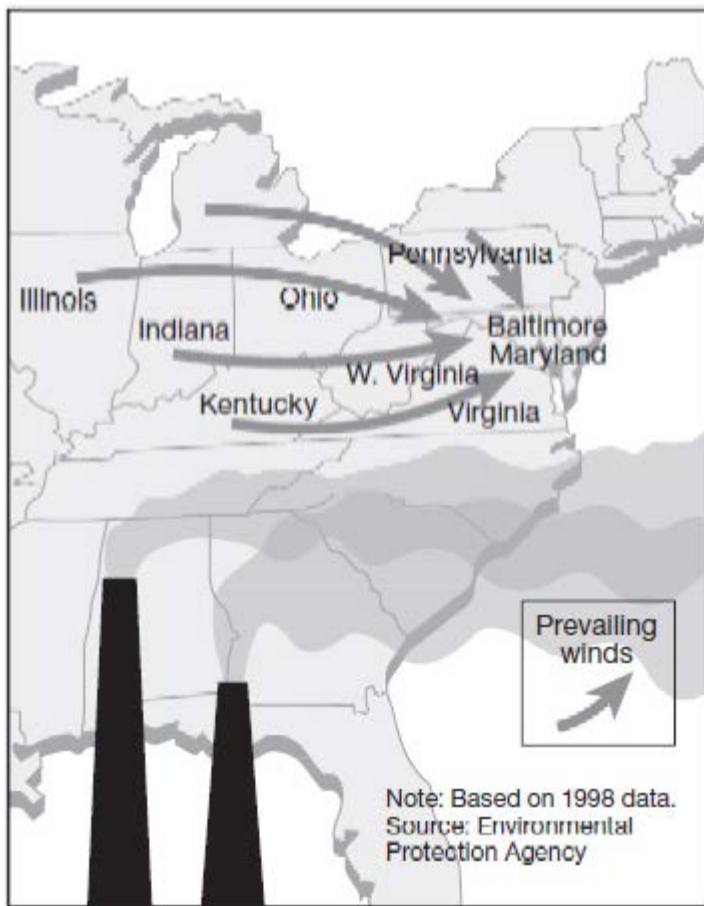 Pennsylvania
Illinois
Ohio
Indiana
Baltimore
Maryland
W. Virginia
Kentucky
Virginia
Prevailing
winds
Note: Based on 1998 data.
Source: Environmental
Protection Agency